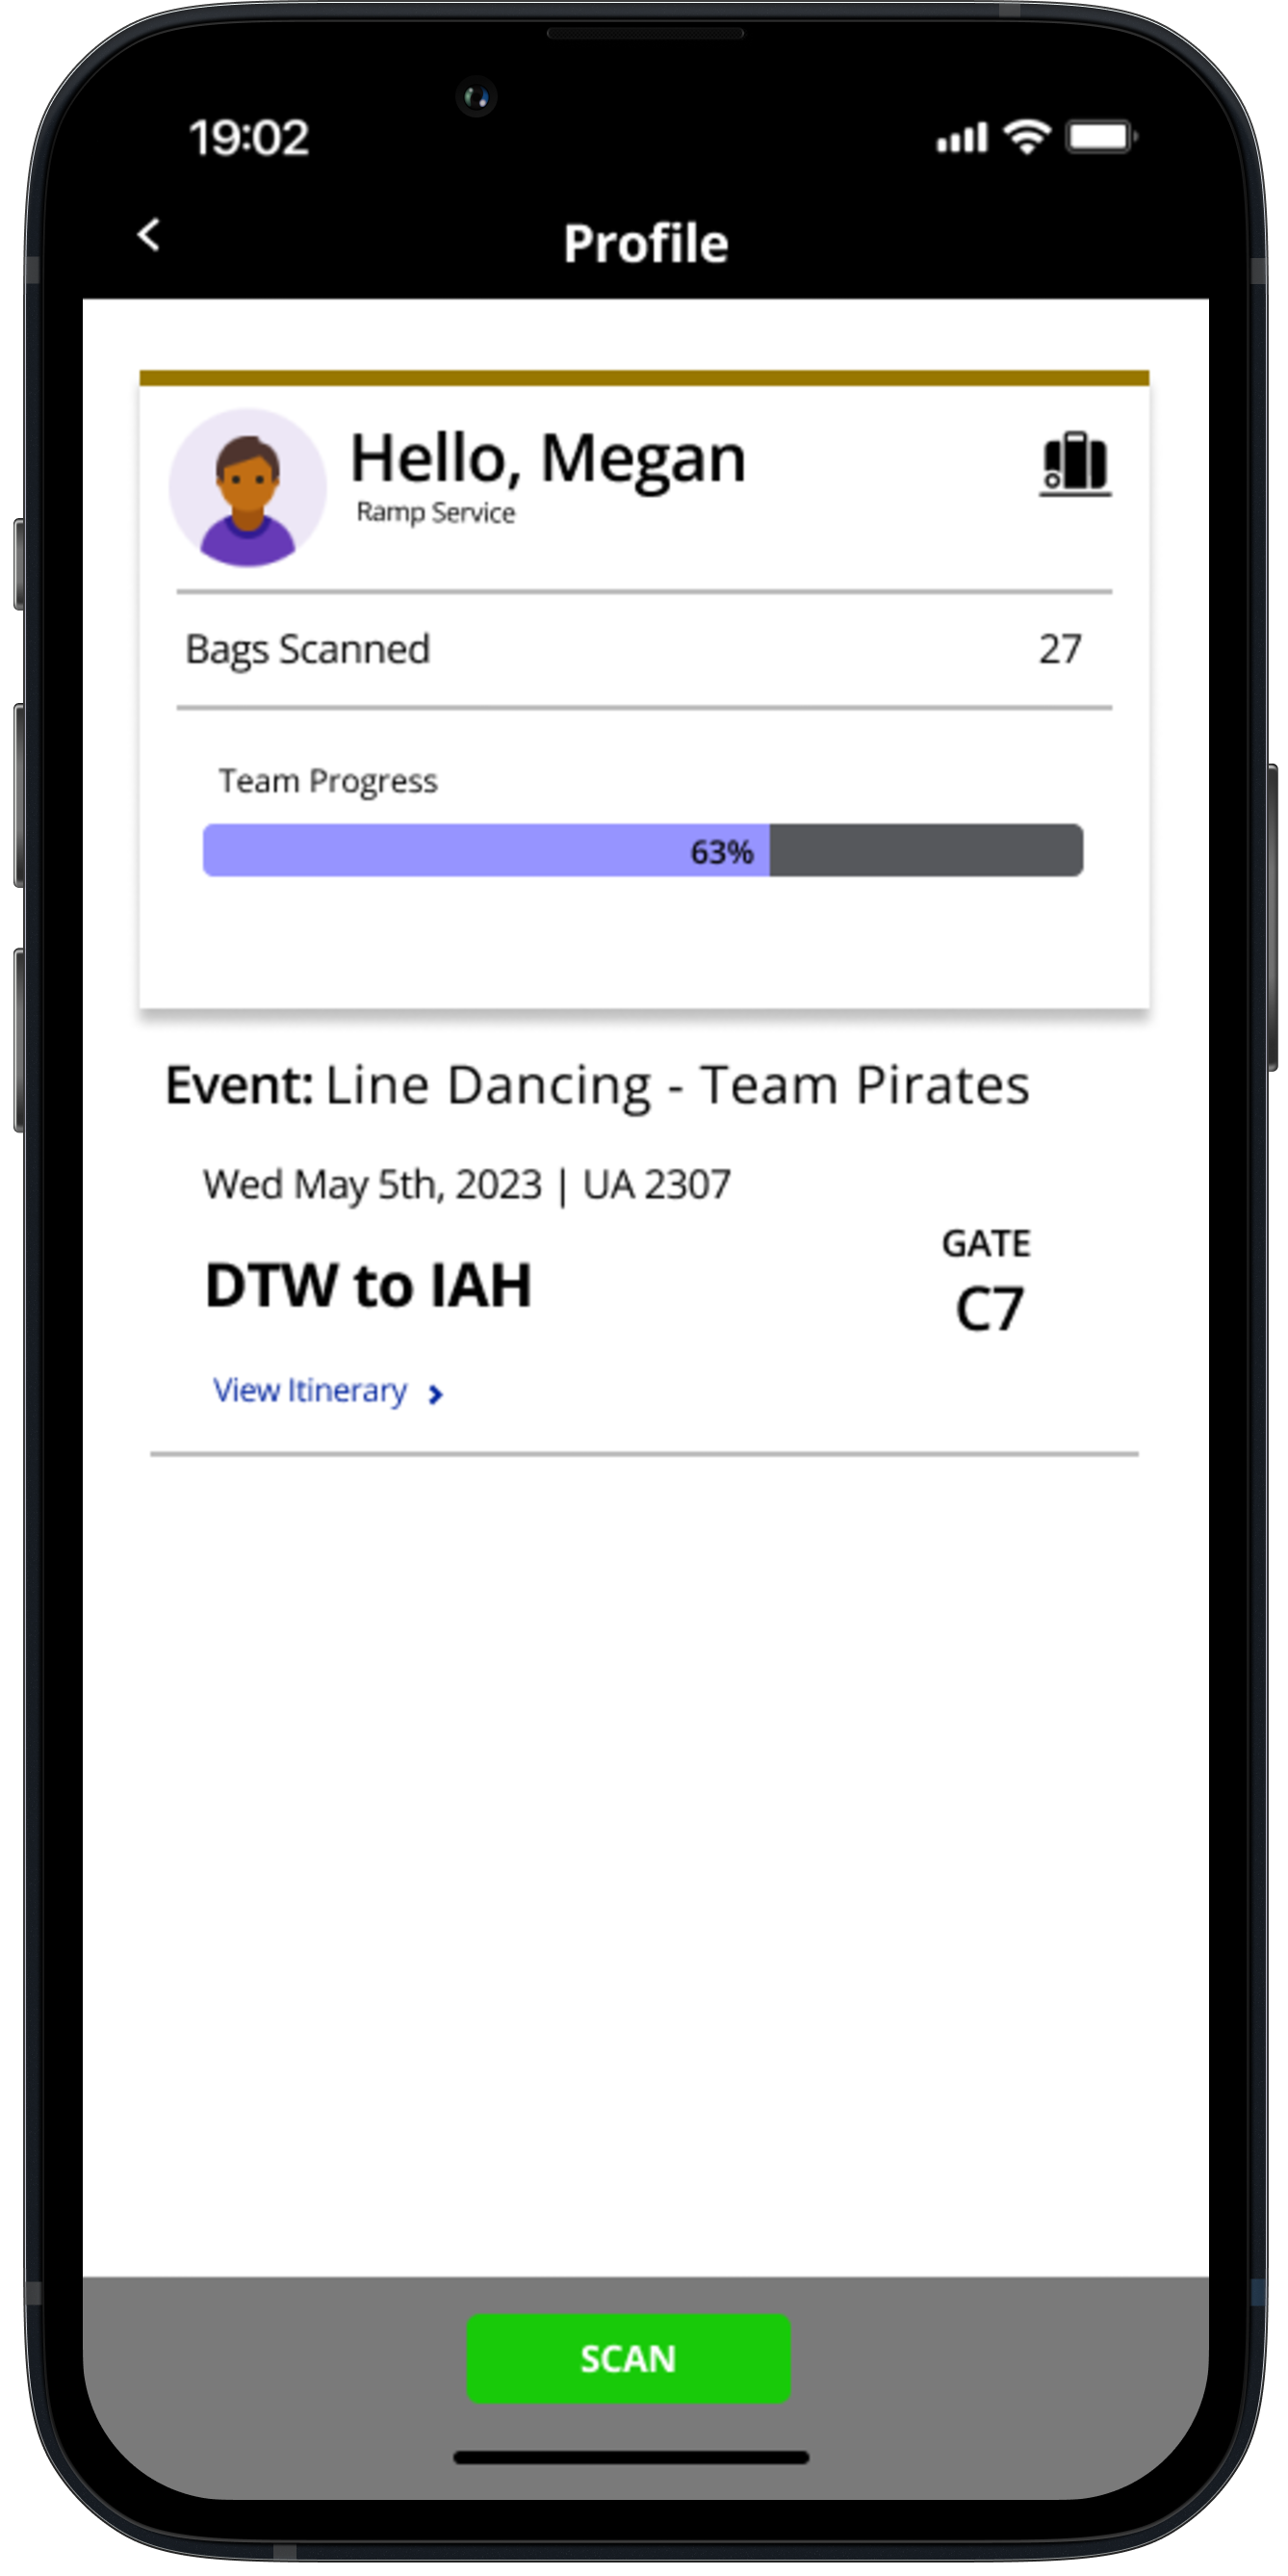 19:02
Profile
Hello, Megan
Ramp Service
Bags Scanned 27
Team Progress
63%
Event: Line Dancing - Team Pirates
Wed May 5th, 2023 | UA 2307
GATE
DTW to IAH
C7
View Itinerary
SCAN